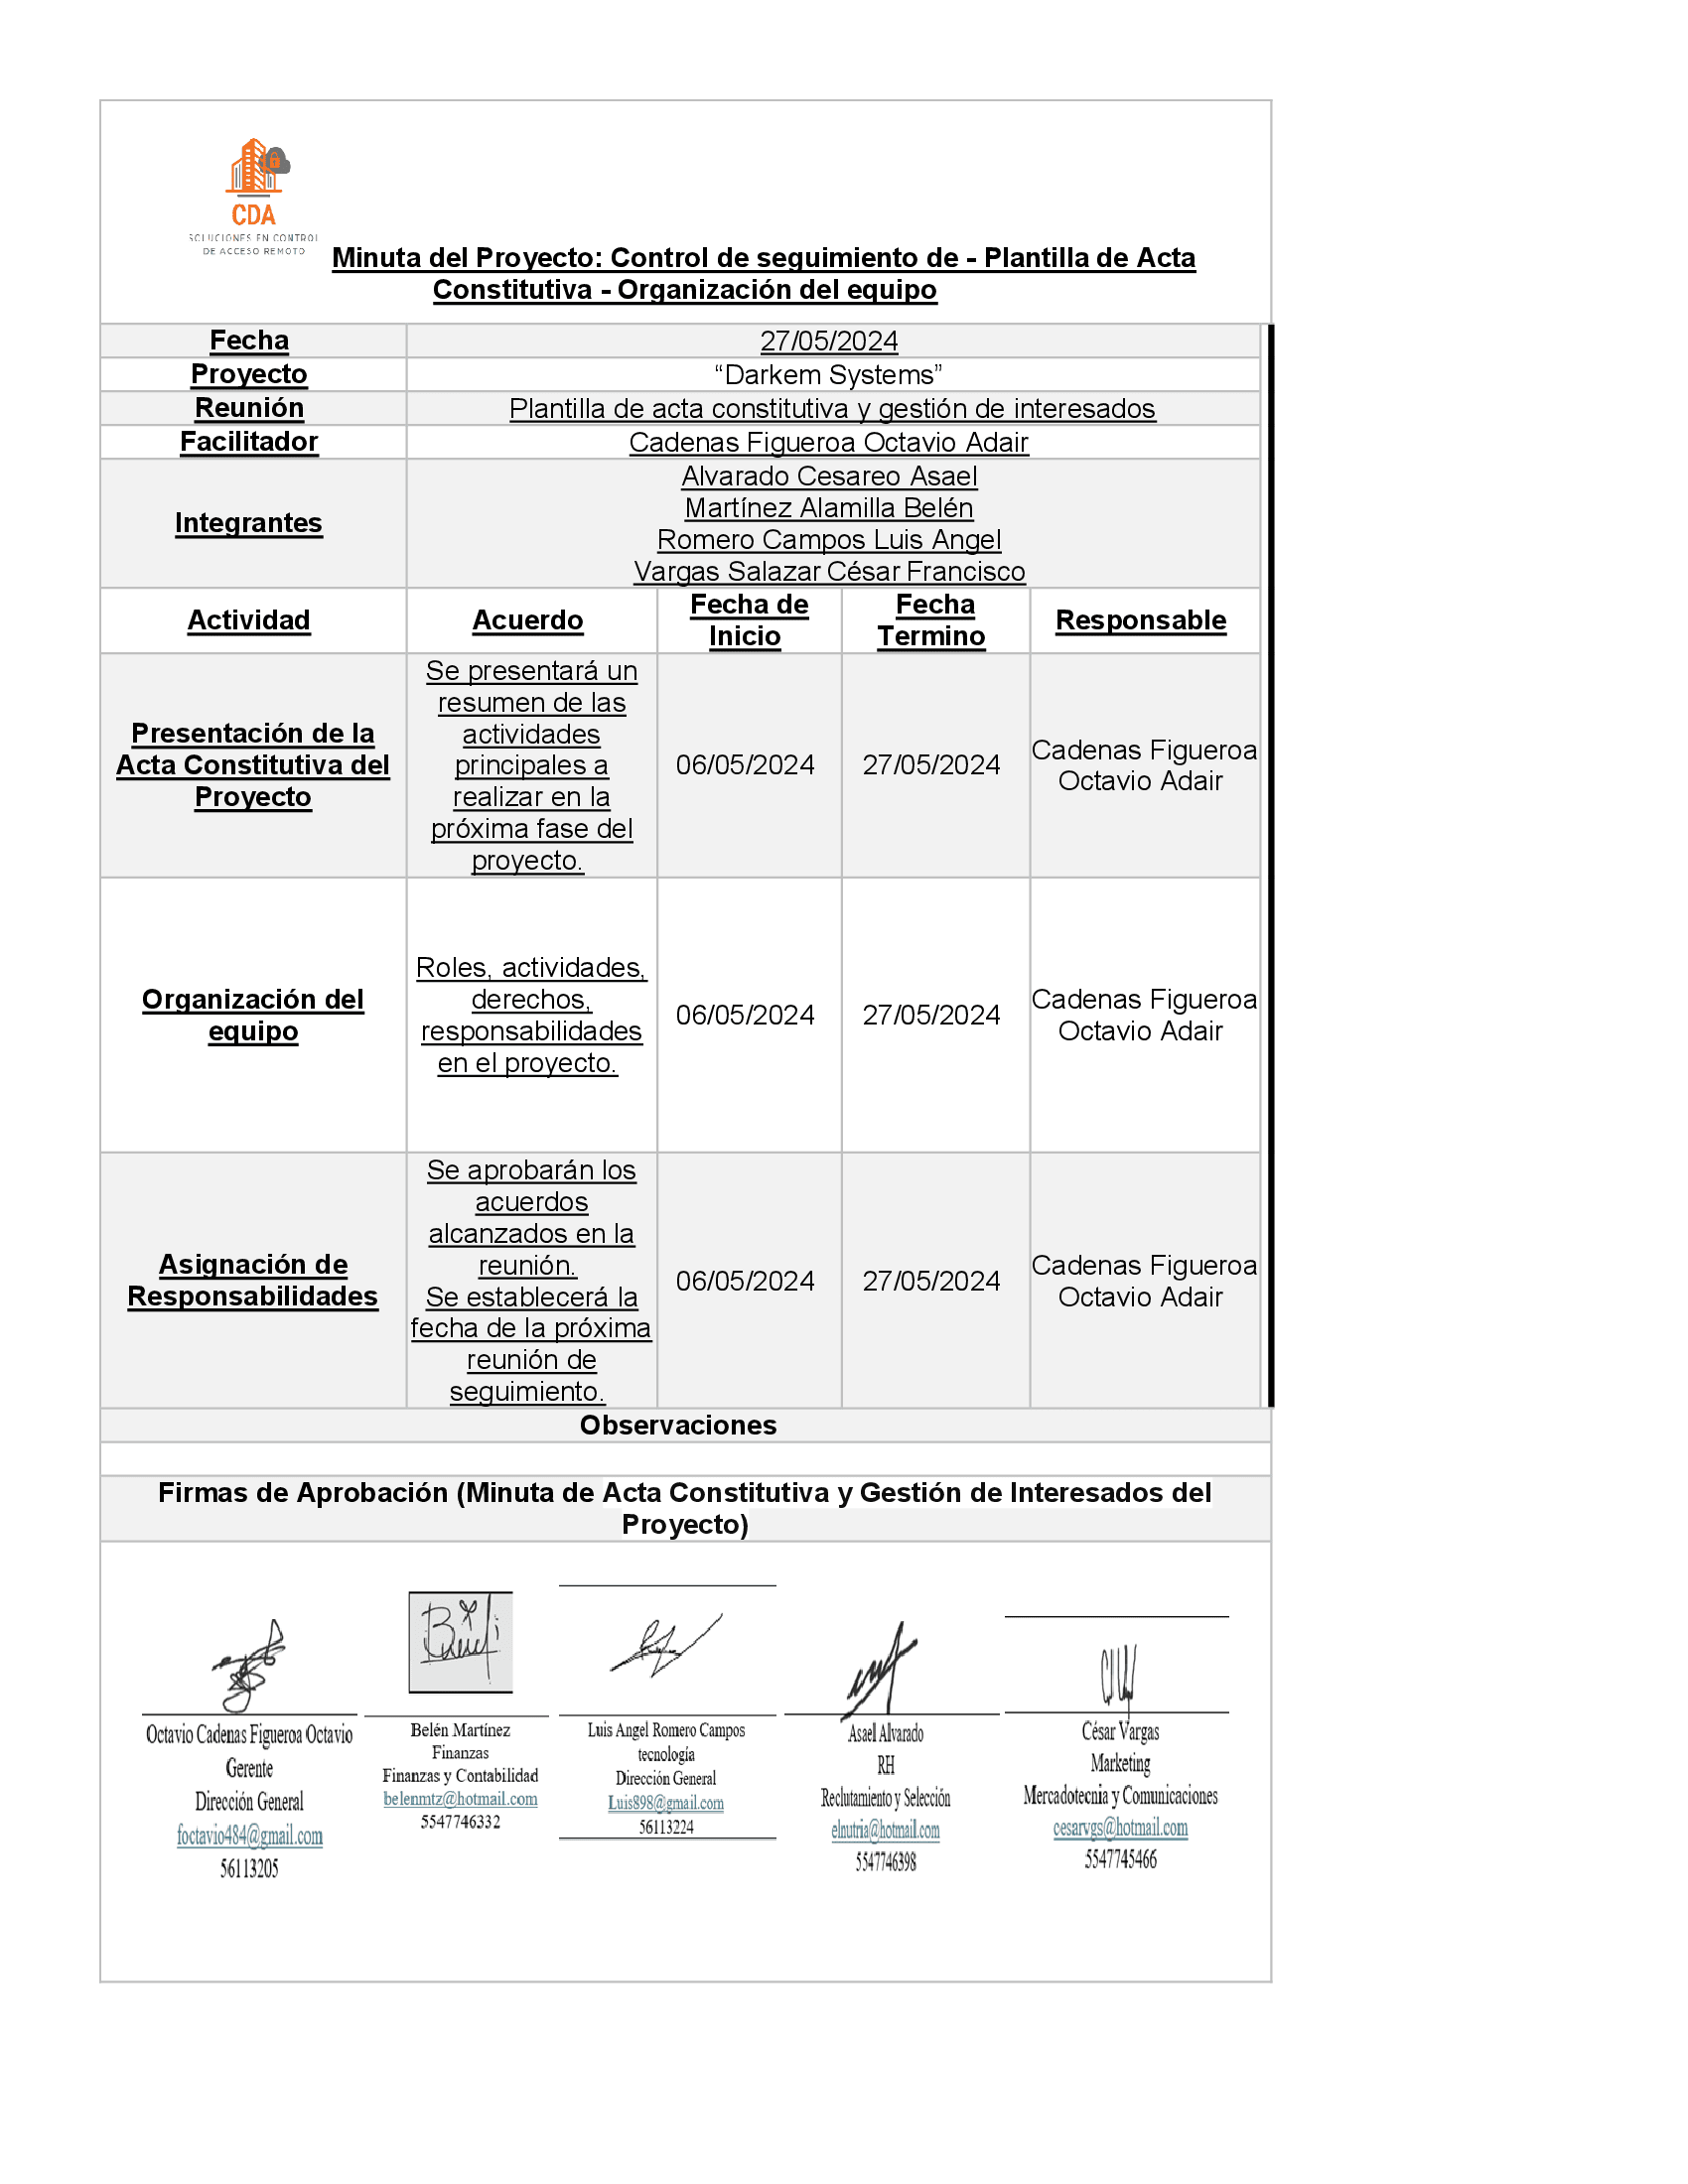 CDA
SOLUCIONES EN CONTROL
DE ACCESO REMOTO
Minuta del Proyecto: Control de seguimiento de - Plantilla de Acta
Constitutiva - Organización del equipo
Fecha
27/05/2024
Proyecto
“Darkem Systems”
Reunión
Plantilla de acta constitutiva y gestión de interesados
Facilitador
Cadenas Figueroa Octavio Adair
Integrantes
Alvarado Cesareo Asael
Martínez Alamilla Belén
Romero Campos Luis Angel
Vargas Salazar César Francisco
Actividad
Acuerdo
Fecha de
Inicio
Fecha
Termino
Responsable
Presentación de la
Acta Constitutiva del
Proyecto
Se presentará un
resumen de las
actividades
principales a
realizar en la
próxima fase del
proyecto.
06/05/2024
27/05/2024
Cadenas Figueroa
Octavio Adair
Organización del
equipo
Roles, actividades,
derechos,
responsabilidades
en el proyecto.
06/05/2024
27/05/2024
Cadenas Figueroa
Octavio Adair
Asignación de
Responsabilidades
Se aprobarán los
acuerdos
alcanzados en la
reunión.
Se establecerá la
fecha de la próxima
reunión de
seguimiento.
06/05/2024
27/05/2024
Cadenas Figueroa
Octavio Adair
Observaciones
Firmas de Aprobación (Minuta de Acta Constitutiva y Gestión de Interesados del
Proyecto)
Octavio Cadenas Figueroa Octavio
Gerente
Dirección General
foctavio484@gmail.com
56113205
Belén Martínez
Finanzas
Finanzas y Contabilidad
belenmtz@hotmail.com
5547746332
Luis Angel Romero Campos
tecnología
Dirección General
Luis898@gmail.com
56113224
Asael Alvarado
RH
Reclutamiento y Selección
elnutria@hotmail.com
5547746398
César Vargas
Marketing
Mercadotecnia y Comunicaciones
cesarvgs@hotmail.com
5547745466